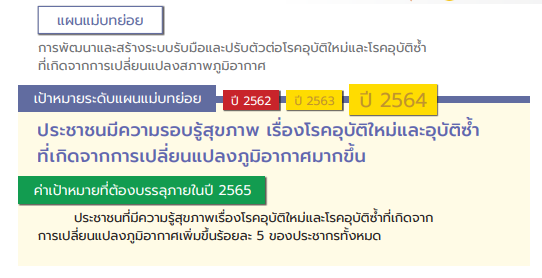 แผนแม่บทย่อย
การพัฒนาและสร้างระบบรับมือและปรับตัวต่อโรคอุบัติใหม่และโรคอุบัติซ้ำ
ที่เกิดจากการเปลี่ยนแปลงสภาพภูมิอากาศ
เป้าหมายระดับแผนแม่บทย่อย ปี 2562 ปี 2563 ปี 2564
ประชาชนมีความรอบรู้สุขภาพ เรื่องโรคอุบัติใหม่และอุบัติซ้ำ
ที่เกิดจากการเปลี่ยนแปลงภูมิอากาศมากขึ้น
ค่าเป้าหมายที่ต้องบรรลุภายในปี 2565
ประชาชนที่มีความรู้สุขภาพเรื่องโรคอุบัติใหม่และโรคอุบัติซ้ำที่เกิดจาก
การเปลี่ยนแปลงภูมิอากาศเพิ่มขึ้นร้อยละ 5 ของประชากรทั้งหมด